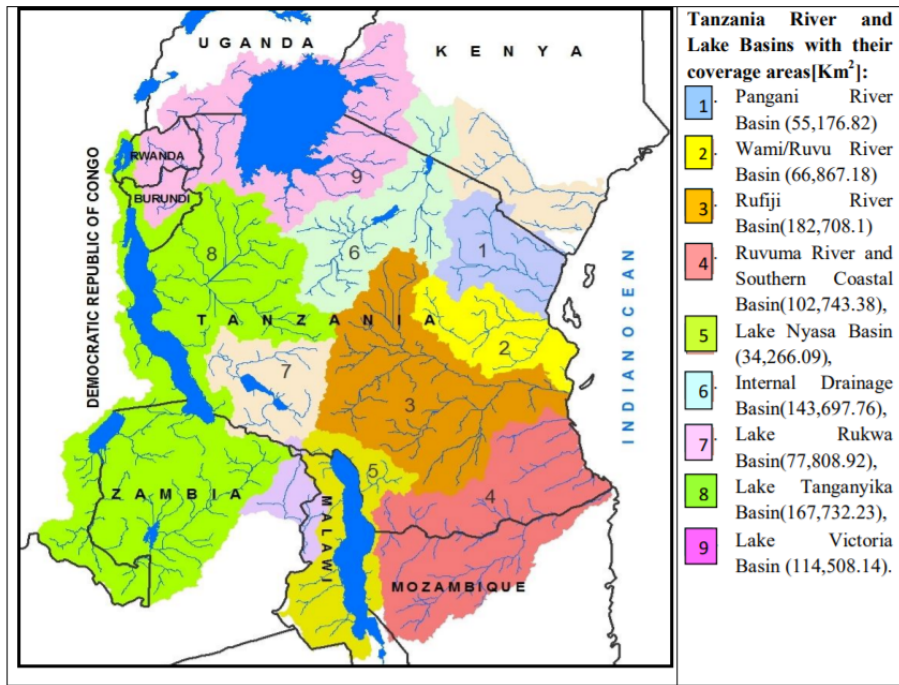 UGANDA
KENYA
RWANDA
BURUNDI
DEMOCRATIC REPUBLIC OF CONGO
9
8
6
1
TANZANIA
2
7
3
INDIAN OCEAN
5
4
ZAMBIA
MALAWI
MOZAMBIQUE
Tanzania River and
Lake Basins with their
coverage areas[Km²]:
1. Pangani River
Basin (55,176.82)
2. Wami/Ruvu River
Basin (66,867.18)
3. Rufiji River
Basin(182,708.1)
4. Ruvuma River and
Southern Coastal
Basin(102,743.38),
5. Lake Nyasa Basin
(34,266.09),
6. Internal Drainage
Basin(143,697.76),
7. Lake Rukwa
Basin(77,808.92),
8. Lake Tanganyika
Basin(167,732.23),
9. Lake Victoria
Basin (114,508.14).